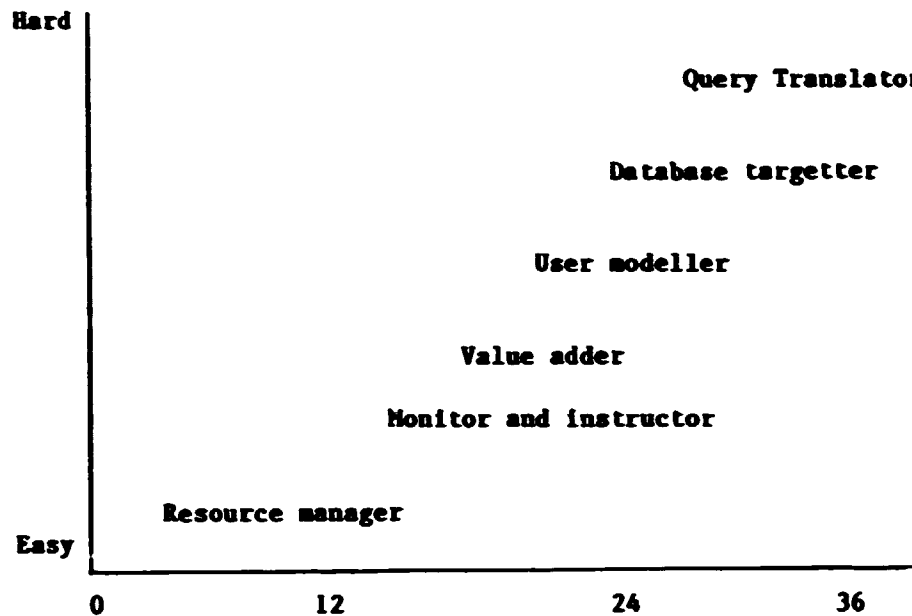 Hard
Query Translator
Database targetter
User modeller
Value adder
Monitor and instructor
Resource manager
Easy
0 12 24 36